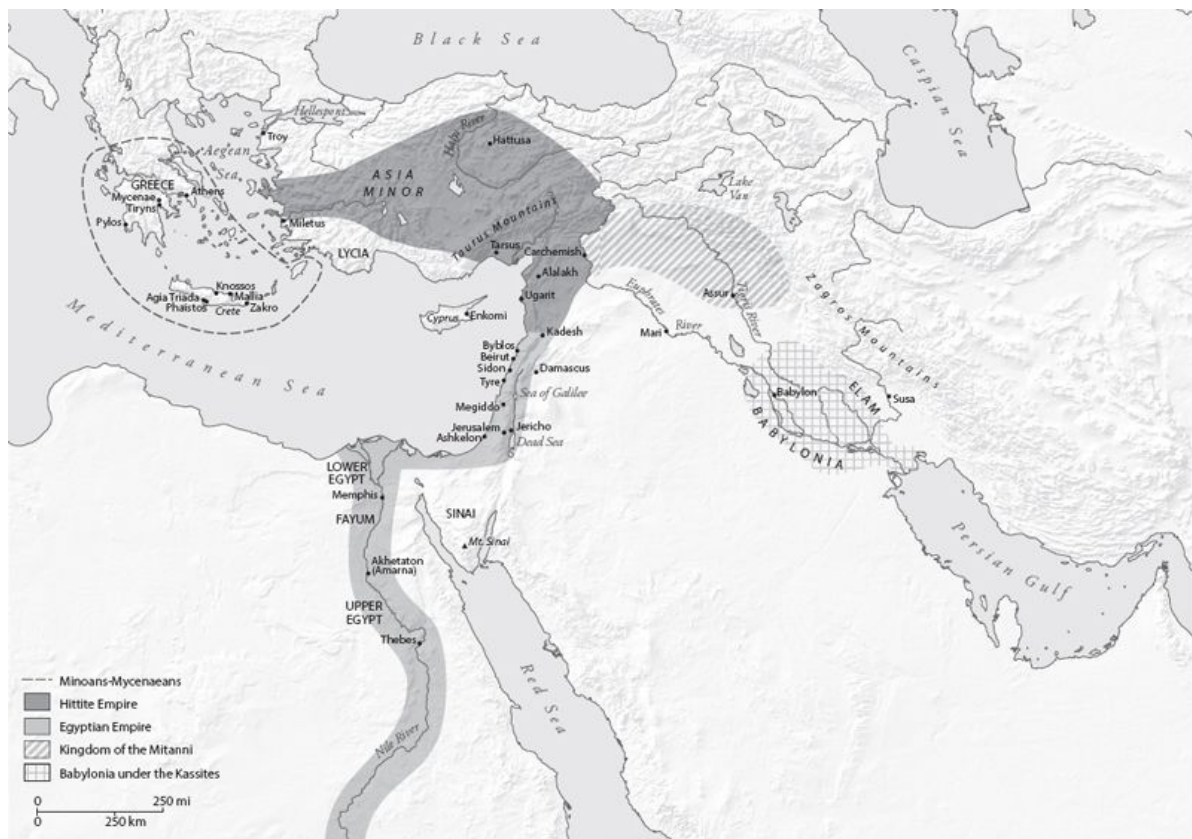 Black Sea
Caspian Sea
Hellespont
Troy
Halys River
Hattusa
Aegean
Sea
ASIA
MINOR
GREECE
Athens
Mycenae
Tiryns
Pylos
Miletus
Lake
Van
Taurus Mountains
LYCIA
Tarsus
Carchemish
Alalakh
Zagros Mountains
Knossos
Mallia
Agia Triada
Phaistos
Zakro
Crete
Ugarit
Assur
Tigris River
Euphrates
River
Cyprus
Enkomi
Kadesh
Mari
Mediterranean Sea
Byblos
Beirut
Sidon
Tyre
Damascus
Sea of Galilee
Megiddo
Babylon
ELAM
Susa
BABYLONIA
Jerusalem
Jericho
Ashkelon
Dead Sea
LOWER
EGYPT
Memphis
FAYUM
SINAI
Mt. Sinai
Persian Gulf
Akhetaton
(Amarna)
UPPER
EGYPT
Thebes
Red Sea
Nile River
Minoans-Mycenaeans
Hittite Empire
Egyptian Empire
Kingdom of the Mitanni
Babylonia under the Kassites
0 250 mi
0 250 km